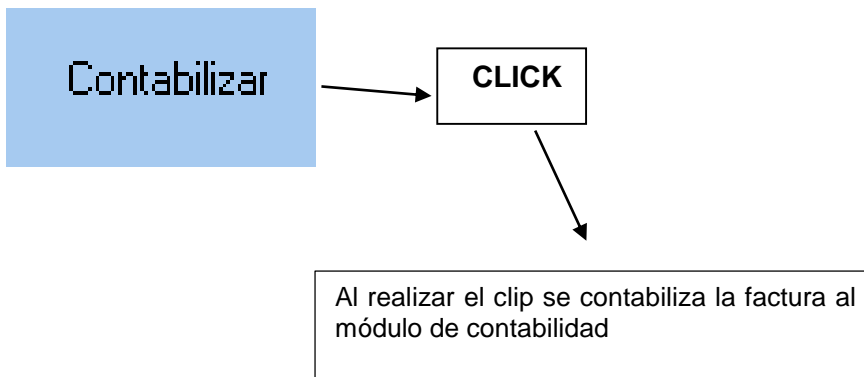 Contabilizar
CLICK
Al realizar el clip se contabiliza la factura al
módulo de contabilidad